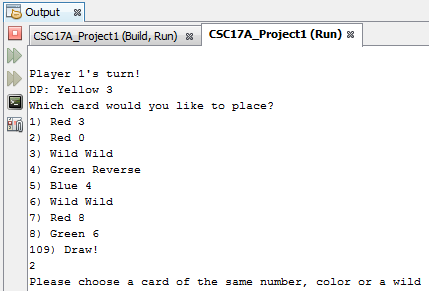 Output
CSC17A_Project1 (Build, Run)
CSC17A_Project1 (Run)
Player 1's turn!
DP: Yellow 3
Which card would you like to place?
1) Red 3
2) Red 0
3) Wild Wild
4) Green Reverse
5) Blue 4
6) Wild Wild
7) Red 8
8) Green 6
109) Draw!
2
Please choose a card of the same number, color or a wild